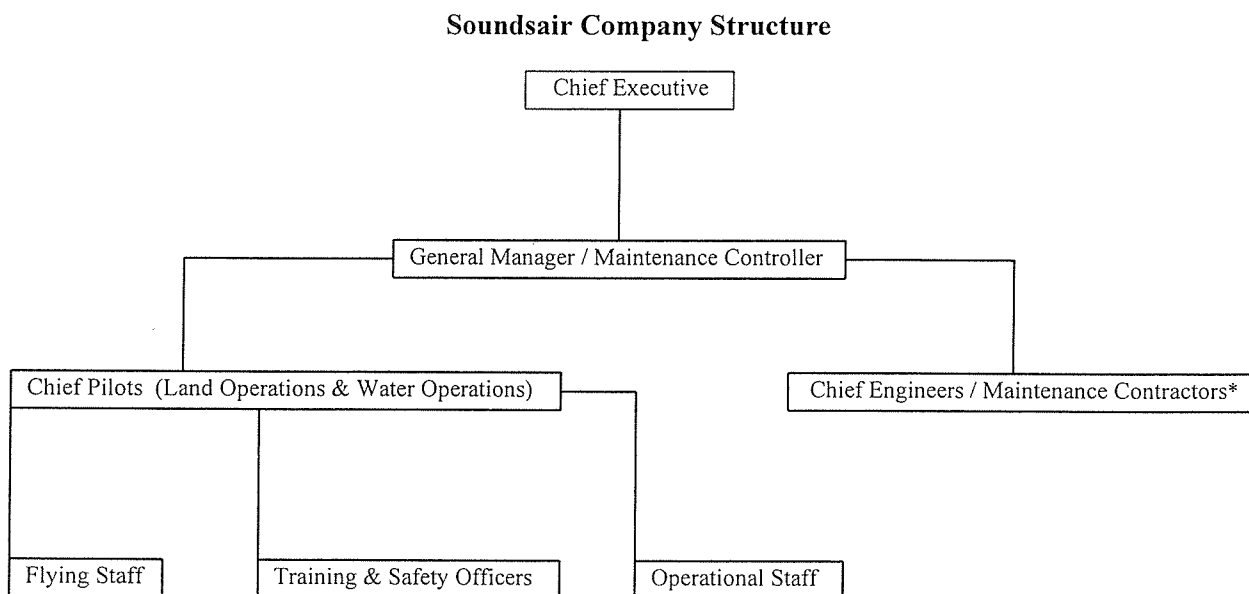 Soundsair Company Structure
Chief Executive
General Manager / Maintenance Controller
Chief Pilots (Land Operations & Water Operations)
Chief Engineers / Maintenance Contractors*
Flying Staff
Training & Safety Officers
Operational Staff